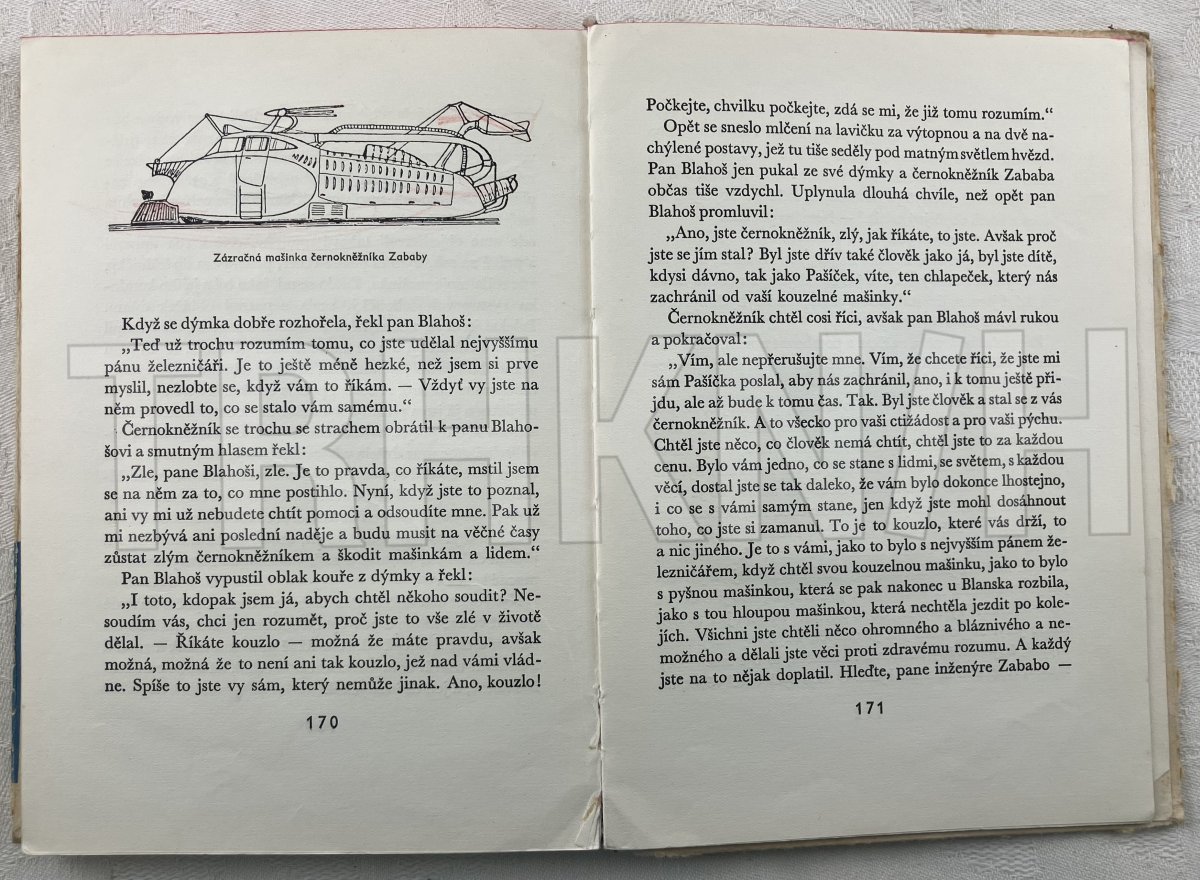 Zázračná mašinka černokněžníka Zababy
Když se dýmka dobře rozhořela, řekl pan Blahoš:
„Teď už trochu rozumím tomu, co jste udělal nejvyššímu
pánu železničáři. Je to ještě méně hezké, než jsem si prve
myslil, nezlobte se, když vám to říkám. — Vždyť vy jste na
něm provedl to, co se stalo vám samému.“
Černokněžník se trochu se strachem obrátil k panu Blaho-
šovi a smutným hlasem řekl:
„Zle, pane Blahoši, zle. Je to pravda, co říkáte, mstil jsem
se na něm za to, co mne postihlo. Nyní, když jste to poznal,
ani vy mi už nebudete chtít pomoci a odsoudíte mne. Pak už
mi nezbývá ani poslední naděje a budu musit na věčné časy
zůstat zlým černokněžníkem a škodit mašinkám a lidem.“
Pan Blahoš vypustil oblak kouře z dýmky a řekl:
„I toto, kdopak jsem já, abych chtěl někoho soudit? Ne-
soudím vás, chci jen rozumět, proč jste to vše zlé v životě
dělal. — Říkáte kouzlo — možná že máte pravdu, avšak
možná, možná že to není ani tak kouzlo, jež nad vámi vlád-
ne. Spíše to jste vy sám, který nemůže jinak. Ano, kouzlo!
170
Počkejte, chvilku počkejte, zdá se mi, že již tomu rozumím.“
Opět se sneslo mlčení na lavičku za výtopnou a na dvě na-
chýlené postavy, jež tu tiše seděly pod matným světlem hvězd.
Pan Blahoš jen pukal ze své dýmky a černokněžník Zababa
občas tiše vzdychl. Uplynula dlouhá chvíle, než opět pan
Blahoš promluvil:
„Ano, jste černokněžník, zlý, jak říkáte, to jste. Avšak proč
jste se jím stal? Byl jste dřív také člověk jako já, byl jste dítě,
kdysi dávno, tak jako Pašíček, víte, ten chlapeček, který nás
zachránil od vaší kouzelné mašinky.“
Černokněžník chtěl cosi říci, avšak pan Blahoš mávl rukou
a pokračoval:
„Vím, ale nepřerušujte mne. Vím, že chcete říci, že jste mi
sám Pašíčka poslal, aby nás zachránil, ano, i k tomu ještě při-
jdu, ale až bude k tomu čas. Tak. Byl jste člověk a stal se z vás
černokněžník. A to všecko pro vaši ctižádost a pro vaši pýchu.
Chtěl jste něco, co člověk nemá chtít, chtěl jste to za každou
cenu. Bylo vám jedno, co se stane s lidmi, se světem, s každou
věcí, dostal jste se tak daleko, že vám bylo dokonce lhostejno,
i co se s vámi samým stane, jen když jste mohl dosáhnout
toho, co jste si zamanul. To je to kouzlo, které vás drží, to
a nic jiného. Je to s vámi, jako to bylo s nejvyšším pánem že-
lezničářem, když chtěl svou kouzelnou mašinku, jako to bylo
s pyšnou mašinkou, která se pak nakonec u Blanska rozbila,
jako s tou hloupou mašinkou, která nechtěla jezdit po kole-
jích. Všichni jste chtěli něco ohromného a bláznivého a ne-
možného a dělali jste věci proti zdravému rozumu. A každý
jste na to nějak doplatil. Hleďte, pane inženýre Zababo —
171
TRHKNIH